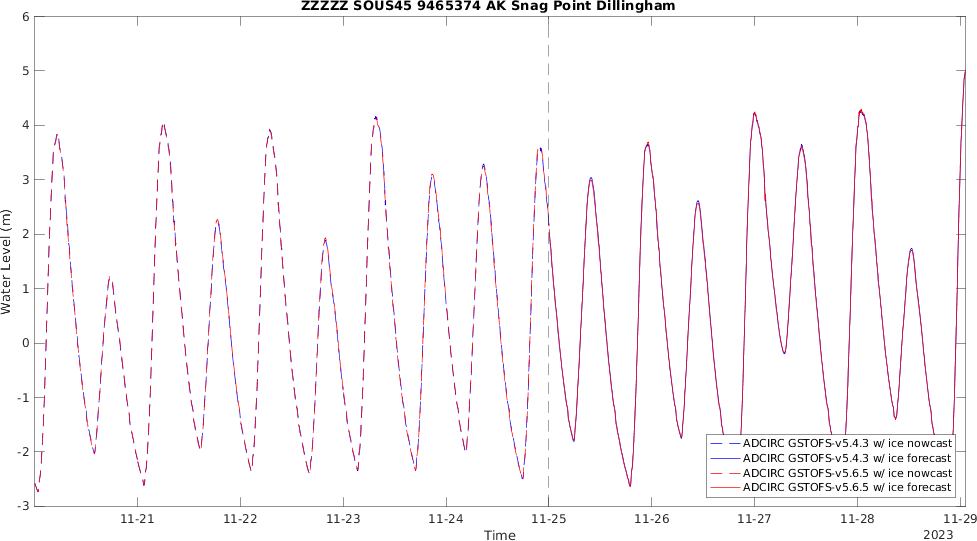 ZZZZZ SOUS45 9465374 AK Snag Point Dillingham
Water Level (m)
6
5
4
3
2
1
0
-1
-2
-3
ADCIRC GSTOFS-v5.4.3 w/ ice nowcast
ADCIRC GSTOFS-v5.4.3 w/ ice forecast
ADCIRC GSTOFS-v5.6.5 w/ ice nowcast
ADCIRC GSTOFS-v5.6.5 w/ ice forecast
11-21 11-22 11-23 11-24 11-25 11-26 11-27 11-28 11-29
Time
2023